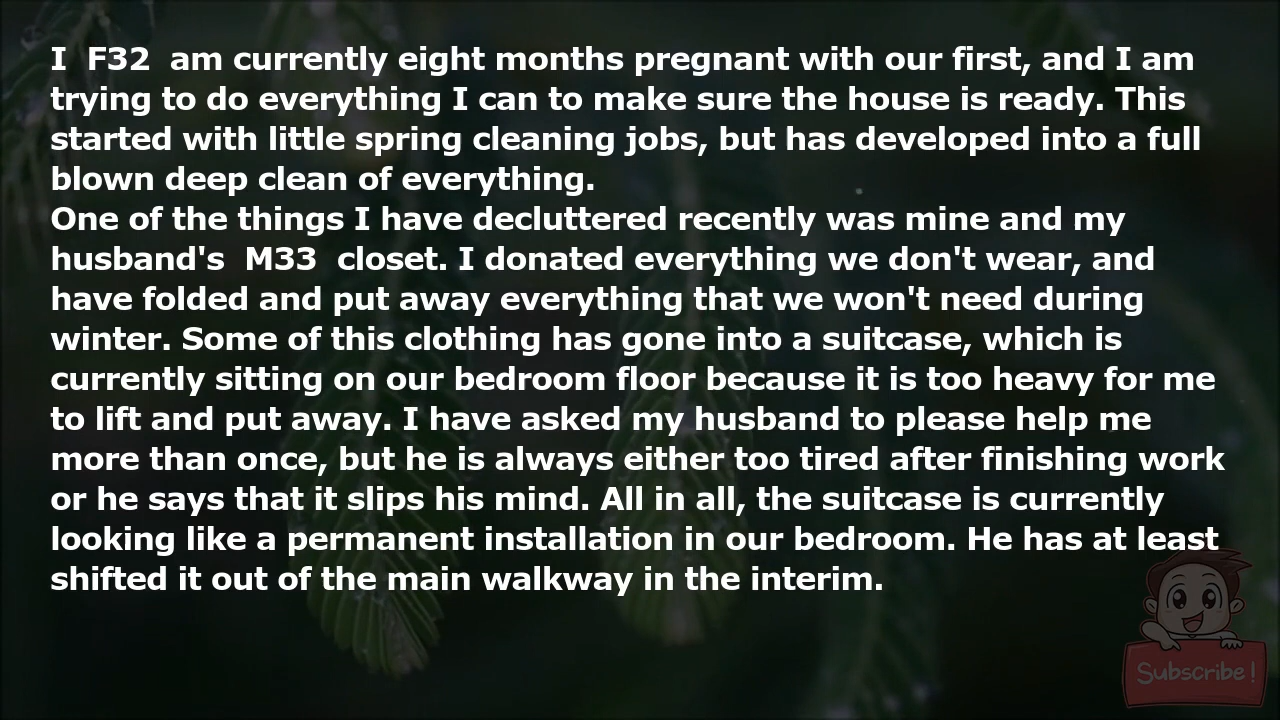 I  F32  am currently eight months pregnant with our first, and I am
trying to do everything I can to make sure the house is ready. This
started with little spring cleaning jobs, but has developed into a full
blown deep clean of everything.
One of the things I have decluttered recently was mine and my
husband's  M33  closet. I donated everything we don't wear, and
have folded and put away everything that we won't need during
winter. Some of this clothing has gone into a suitcase, which is
currently sitting on our bedroom floor because it is too heavy for me
to lift and put away. I have asked my husband to please help me
more than once, but he is always either too tired after finishing work
or he says that it slips his mind. All in all, the suitcase is currently
looking like a permanent installation in our bedroom. He has at least
shifted it out of the main walkway in the interim.
Subscribe!